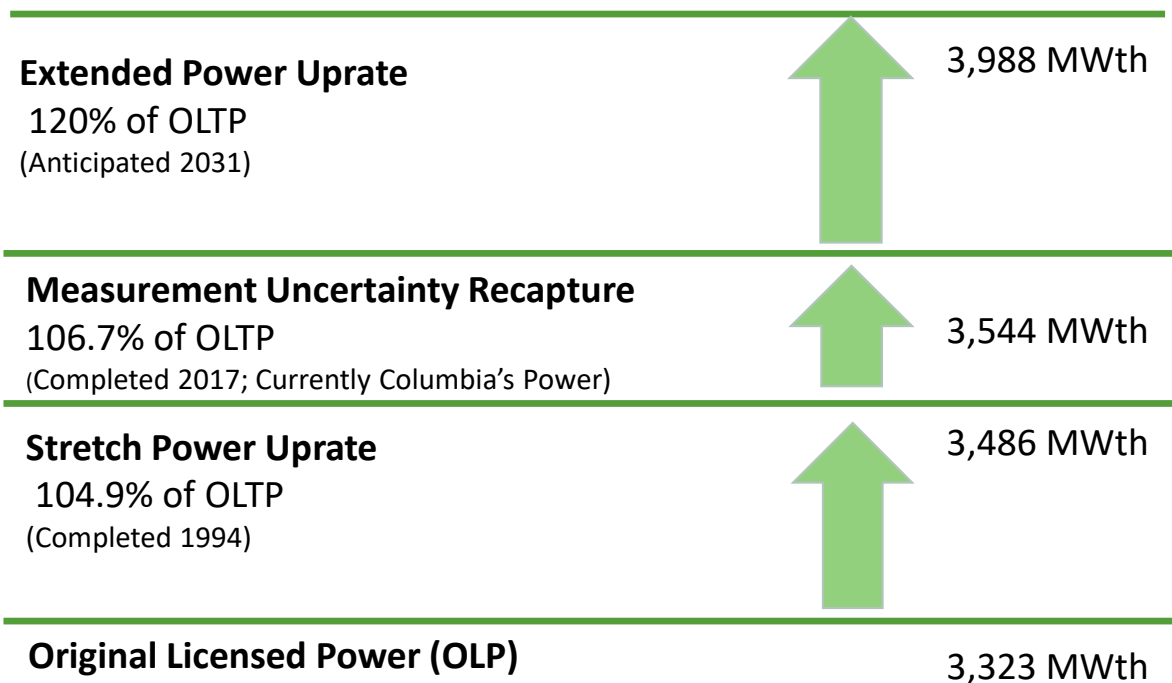 Extended Power Uprate
3,988 MWth
120% of OLTP
(Anticipated 2031)
Measurement Uncertainty Recapture
106.7% of OLTP
3,544 MWth
(Completed 2017; Currently Columbia’s Power)
Stretch Power Uprate
3,486 MWth
104.9% of OLTP
(Completed 1994)
Original Licensed Power (OLP)
3,323 MWth